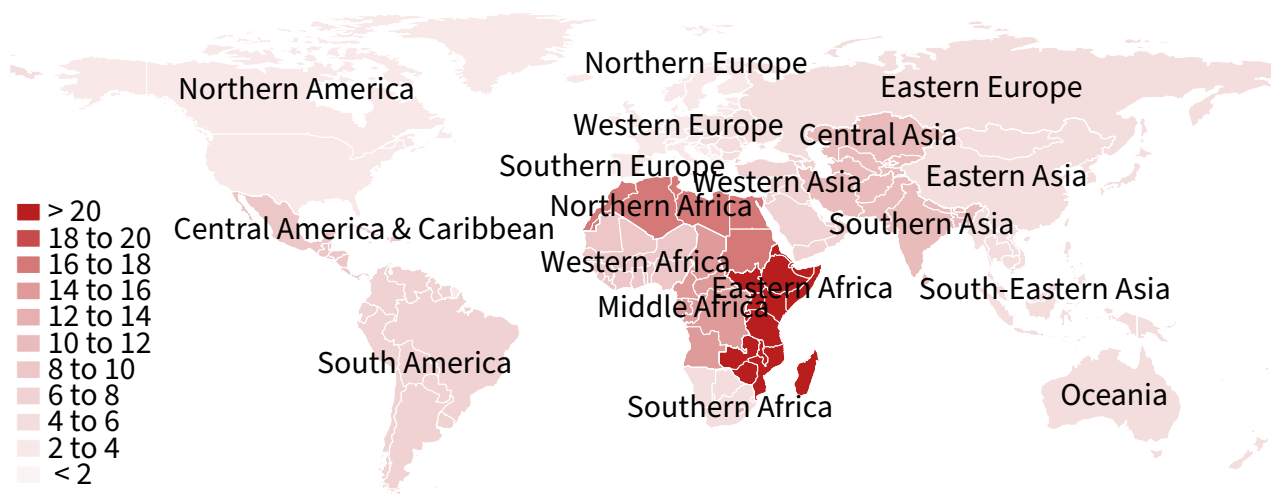 Northern Europe
Eastern Europe
Northern America
Western Europe
Central Asia
Southern Europe
Western Asia
Eastern Asia
Northern Africa
Central America & Caribbean
Southern Asia
Western Africa
Eastern Africa
South-Eastern Asia
Middle Africa
South America
Oceania
Southern Africa
> 20
18 to 20
16 to 18
14 to 16
12 to 14
10 to 12
8 to 10
6 to 8
4 to 6
2 to 4
< 2